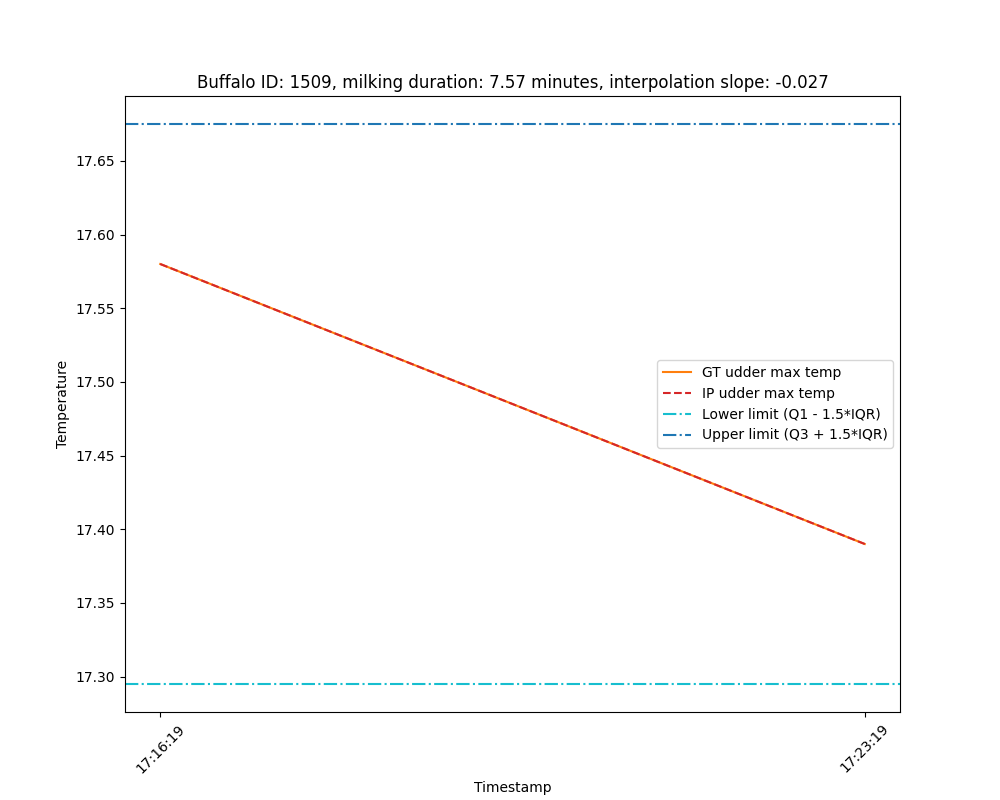 Buffalo ID: 1509, milking duration: 7.57 minutes, interpolation slope: -0.027
17.65
17.60
17.55
17.50
17.45
17.40
17.35
17.30
Temperature
GT udder max temp
IP udder max temp
Lower limit (Q1 - 1.5*IQR)
Upper limit (Q3 + 1.5*IQR)
17:16:19
17:23:19
Timestamp